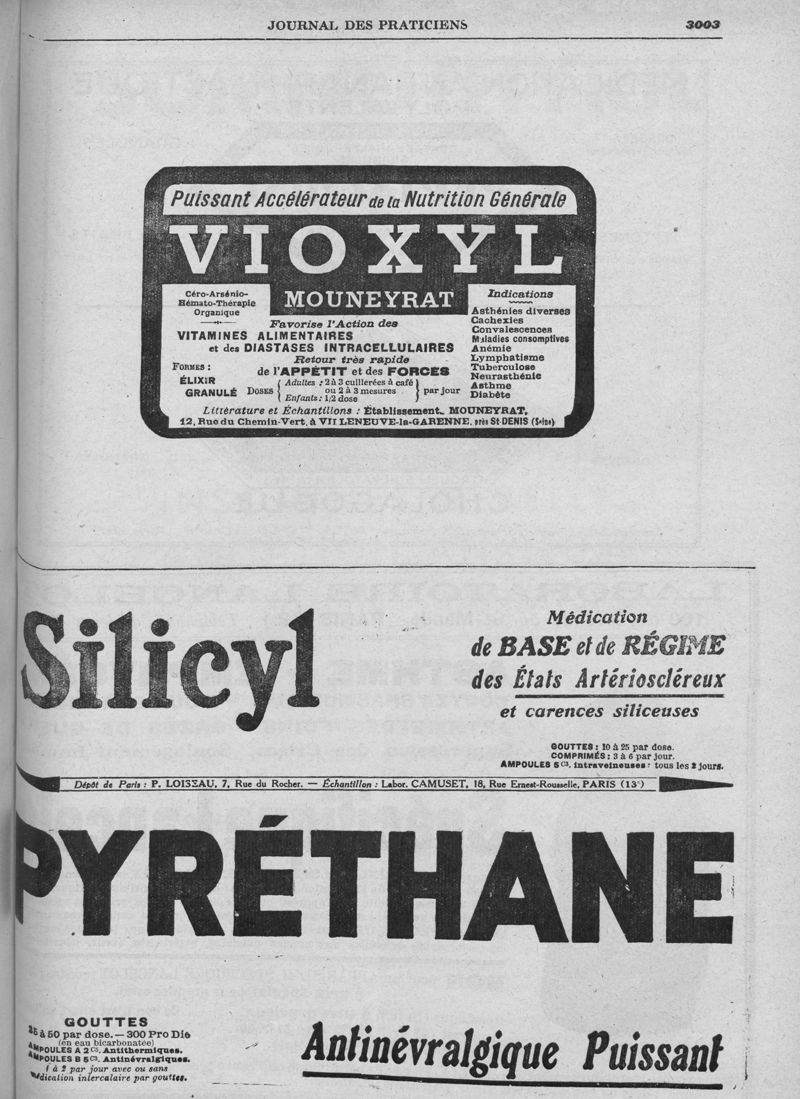 JOURNAL DES PRATICIENS 3003
Puissant Accélérateur de la Nutrition Générale
VIOXYL
MOUNEYRAT
Céro-Arsénio-
Hémato-Thérapie
Organique
Favorise l'Action des
VITAMINES ALIMENTAIRES
et des DIASTASES INTRACELLULAIRES
Retour très rapide
de l'APPÉTIT et des FORCES
FORMES :
ÉLIXIR
GRANULÉ
DOSES
Adultes : 2 à 3 cuillerées à café
ou 2 à 3 mesures
Enfants : 1/2 dose
par jour
Indications
Asthénies diverses
Cachexies
Convalescences
Maladies consomptives
Anémie
Lymphatisme
Tuberculose
Neurasthénie
Asthme
Diabète
Littérature et Échantillons : Établissement MOUNEYRAT,
12, Rue du Chemin-Vert, à VILLENEUVE-la-GARENNE, près St-DENIS (Seine)
Silicyl
Médication
de BASE et de RÉGIME
des États Artérioscléreux
et carences siliceuses
GOUTTES : 10 à 25 par dose.
COMPRIMÉS : 3 à 6 par jour.
AMPOULES 5 cs. intraveineuses : tous les 2 jours.
Dépôt de Paris : P. LOISEAU, 7, Rue du Rocher. — Échantillon : Labor. CAMUSET, 18, Rue Ernest-Rousselle, PARIS (13e)
PYRÉTHANE
GOUTTES
25 à 50 par dose. — 300 Pro Die
(en eau bicarbonatée)
AMPOULES A 2 cs. Antithermiques.
AMPOULES B 5 cs. Antinévralgiques.
1 à 2 par jour avec ou sans
médication intercalaire par gouttes.
Antinévralgique Puissant